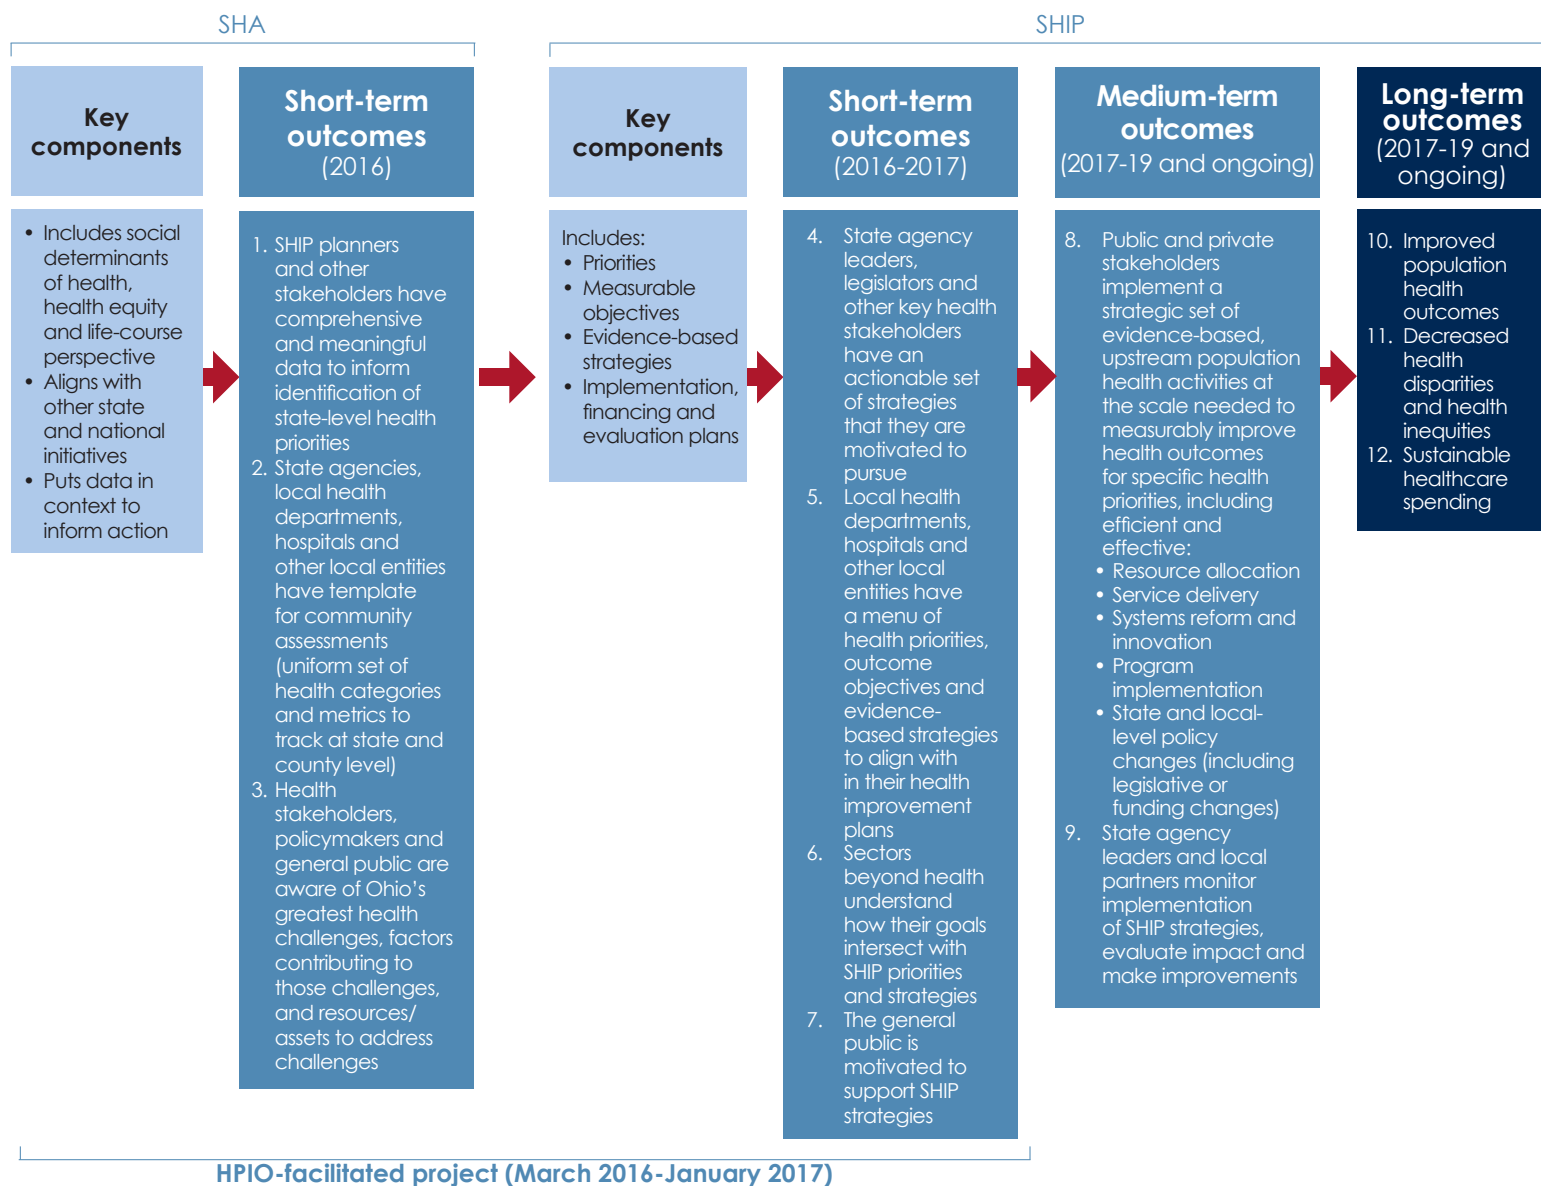 SHA
SHIP
Key
components
Short-term
outcomes
(2016)
Key
components
Short-term
outcomes
(2016-2017)
Medium-term
outcomes
(2017-19 and ongoing)
Long-term
outcomes
(2017-19 and
ongoing)
• Includes social
determinants
of health,
health equity
and life-course
perspective
• Aligns with
other state
and national
initiatives
• Puts data in
context to
inform action
1. SHIP planners
and other
stakeholders have
comprehensive
and meaningful
data to inform
identification of
state-level health
priorities
2. State agencies,
local health
departments,
hospitals and
other local entities
have template
for community
assessments
(uniform set of
health categories
and metrics to
track at state and
county level)
3. Health
stakeholders,
policymakers and
general public are
aware of Ohio's
greatest health
challenges, factors
contributing to
those challenges,
and resources/
assets to address
challenges
Includes:
• Priorities
• Measurable
objectives
• Evidence-based
strategies
• Implementation,
financing and
evaluation plans
4. State agency
leaders,
legislators and
other key health
stakeholders
have an
actionable set
of strategies
that they are
motivated to
pursue
5. Local health
departments,
hospitals and
other local
entities have
a menu of
health priorities,
outcome
objectives and
evidence-
based strategies
to align with
in their health
improvement
plans
6. Sectors
beyond health
understand
how their goals
intersect with
SHIP priorities
and strategies
7. The general
public is
motivated to
support SHIP
strategies
8. Public and private
stakeholders
implement a
strategic set of
evidence-based,
upstream population
health activities at
the scale needed to
measurably improve
health outcomes
for specific health
priorities, including
efficient and
effective:
• Resource allocation
• Service delivery
• Systems reform and
innovation
• Program
implementation
• State and local-
level policy
changes (including
legislative or
funding changes)
9. State agency
leaders and local
partners monitor
implementation
of SHIP strategies,
evaluate impact and
make improvements
10. Improved
population
health
outcomes
11. Decreased
health
disparities
and health
inequities
12. Sustainable
healthcare
spending
HPIO-facilitated project (March 2016-January 2017)